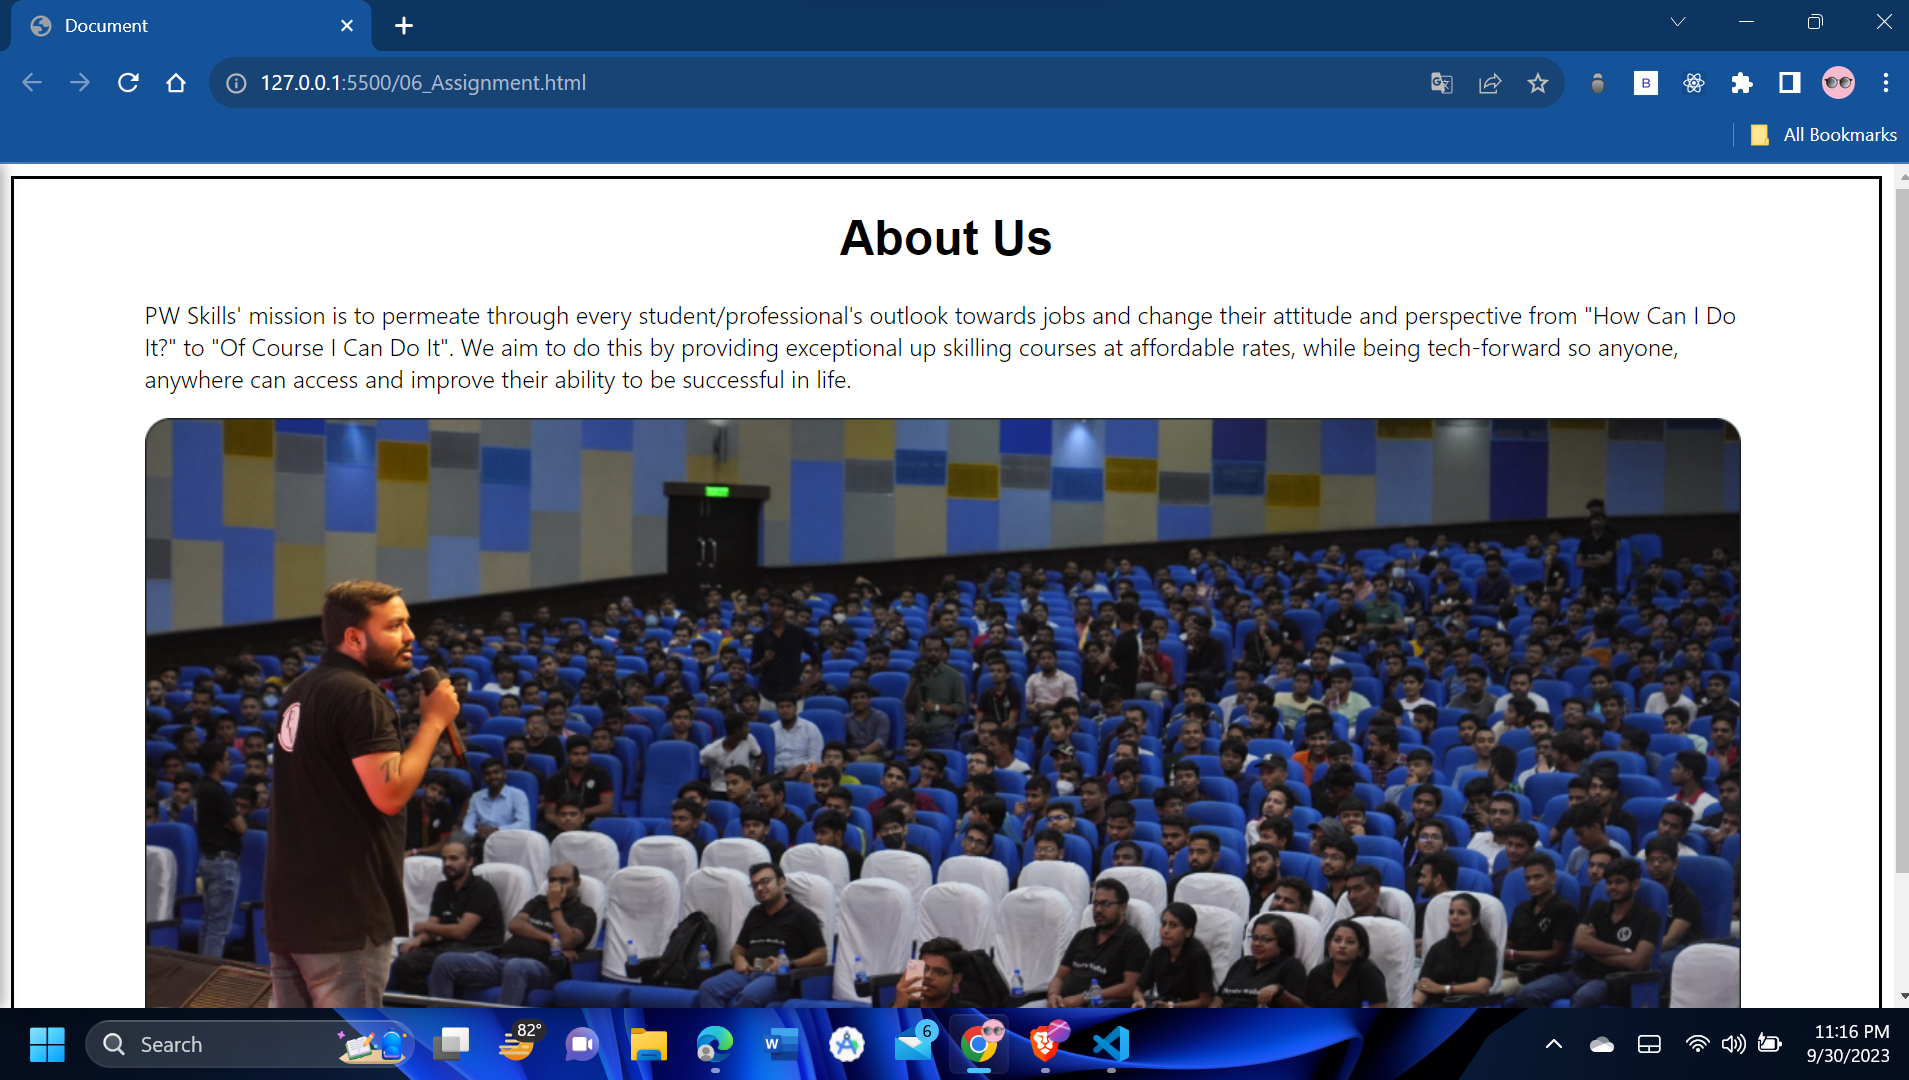 Document
127.0.0.1:5500/06_Assignment.html
B
All Bookmarks
About Us
PW Skills' mission is to permeate through every student/professional's outlook towards jobs and change their attitude and perspective from "How Can I Do
It?" to "Of Course I Can Do It". We aim to do this by providing exceptional up skilling courses at affordable rates, while being tech-forward so anyone,
anywhere can access and improve their ability to be successful in life.
Search
82°
W
6
11:16 PM
9/30/2023